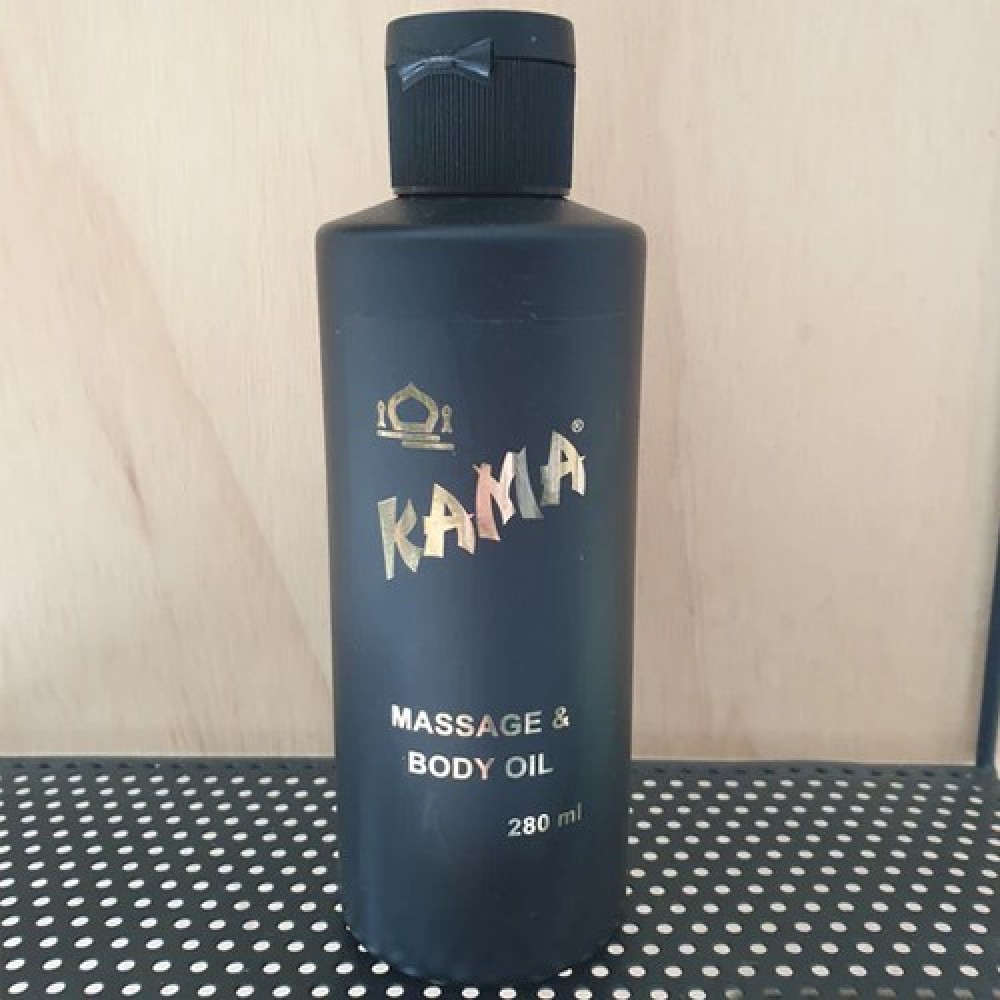 KAMA®
MASSAGE &
BODY OIL
280 ml